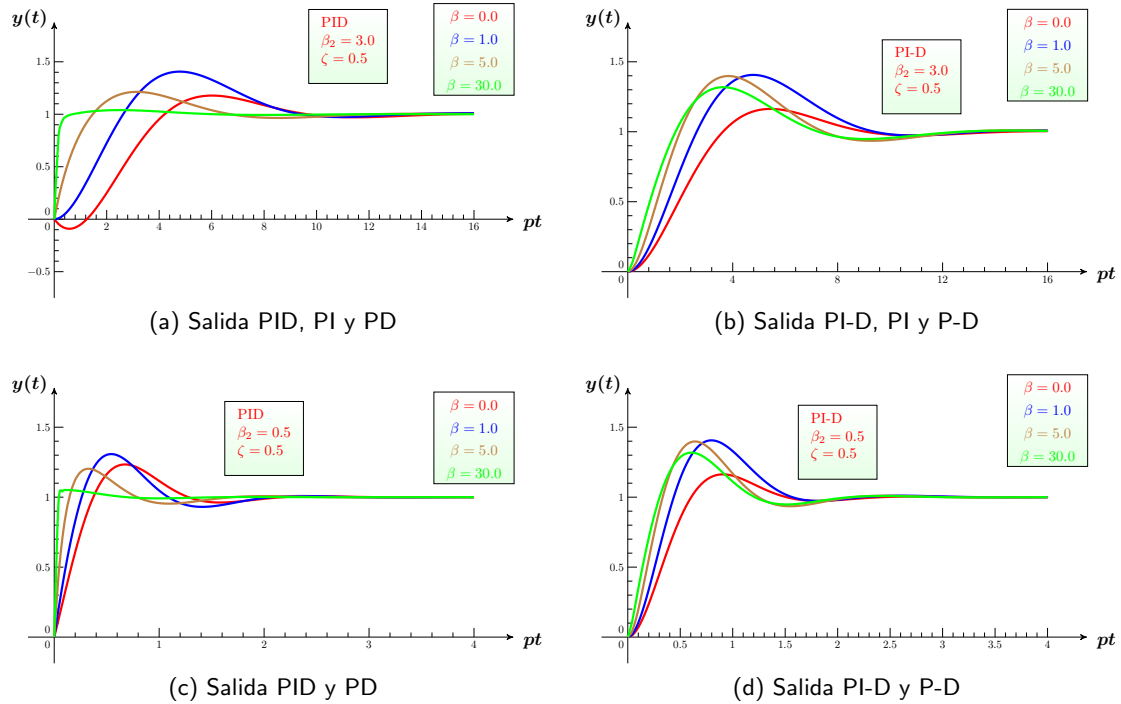 y(t)
PID
β₂ = 3.0
ζ = 0.5
β = 0.0
β = 1.0
β = 5.0
β = 30.0
1.5
1
0.5
0
−0.5
0 2 4 6 8 10 12 14 16
pt
(a) Salida PID, PI y PD
y(t)
PI-D
β₂ = 3.0
ζ = 0.5
β = 0.0
β = 1.0
β = 5.0
β = 30.0
1.5
1
0.5
0
0 4 8 12 16
pt
(b) Salida PI-D, PI y P-D
y(t)
PID
β₂ = 0.5
ζ = 0.5
β = 0.0
β = 1.0
β = 5.0
β = 30.0
1.5
1
0.5
0
0 1 2 3 4
pt
(c) Salida PID y PD
y(t)
PI-D
β₂ = 0.5
ζ = 0.5
β = 0.0
β = 1.0
β = 5.0
β = 30.0
1.5
1
0.5
0
0 0.5 1 1.5 2 2.5 3 3.5 4
pt
(d) Salida PI-D y P-D